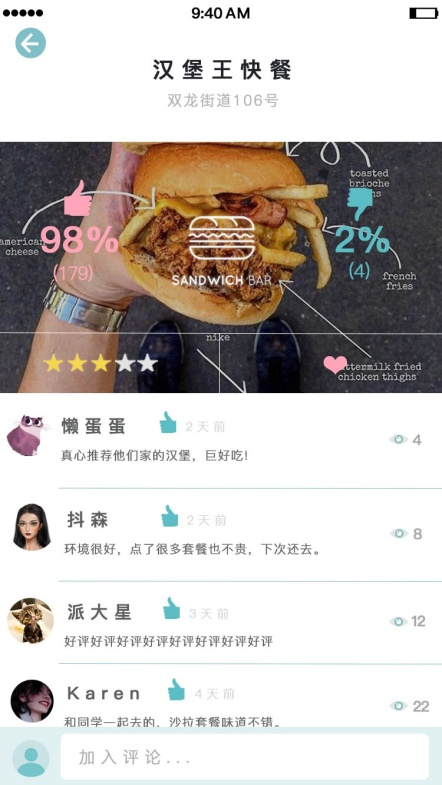 9:40 AM
汉堡王快餐
双龙街道106号
toasted
brioche
american
cheese
98%
(179)
2%
(4)
SANDWICH BAR
french
fries
nike
buttermilk fried
chicken thighs
懒蛋蛋
2天前
4
真心推荐他们家的汉堡，巨好吃!
抖森
2天前
8
环境很好，点了很多套餐也不贵，下次还去。
派大星
3天前
12
好评好评好评好评好评好评好评好评
Karen
4天前
22
和同学一起去的，沙拉套餐味道不错。
加入评论...